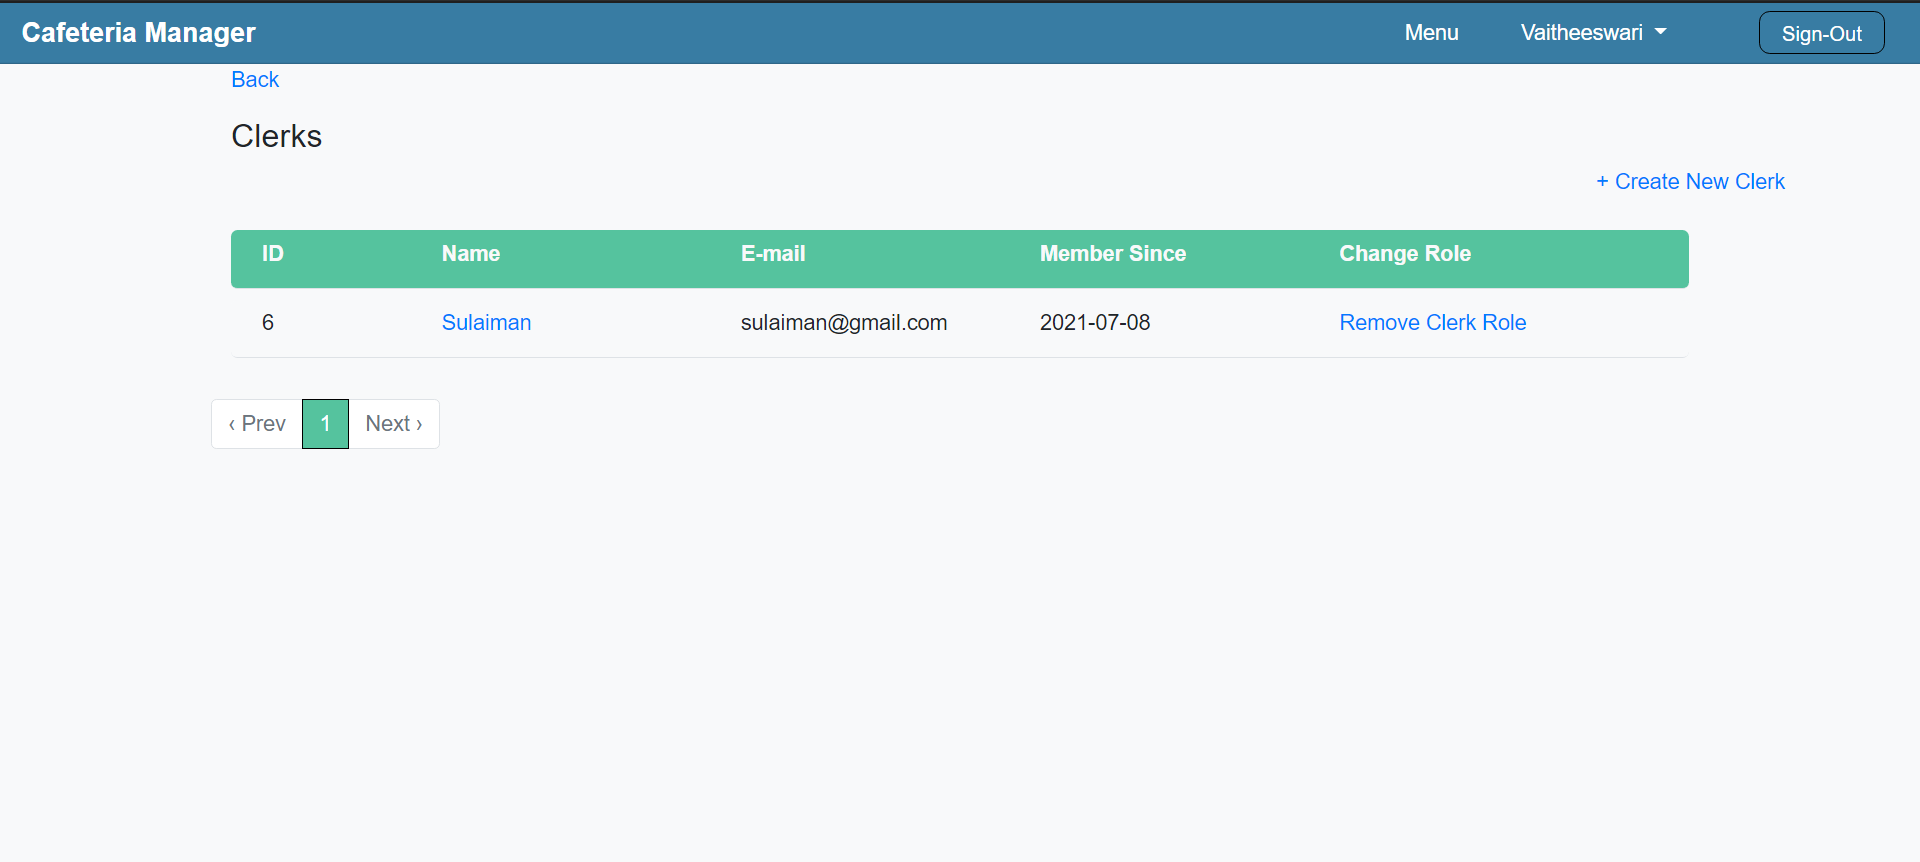 Cafeteria Manager Menu Vaitheeswari Sign-Out
Back
Clerks
+ Create New Clerk
ID Name E-mail Member Since Change Role
6 Sulaiman sulaiman@gmail.com 2021-07-08 Remove Clerk Role
‹ Prev 1 Next ›